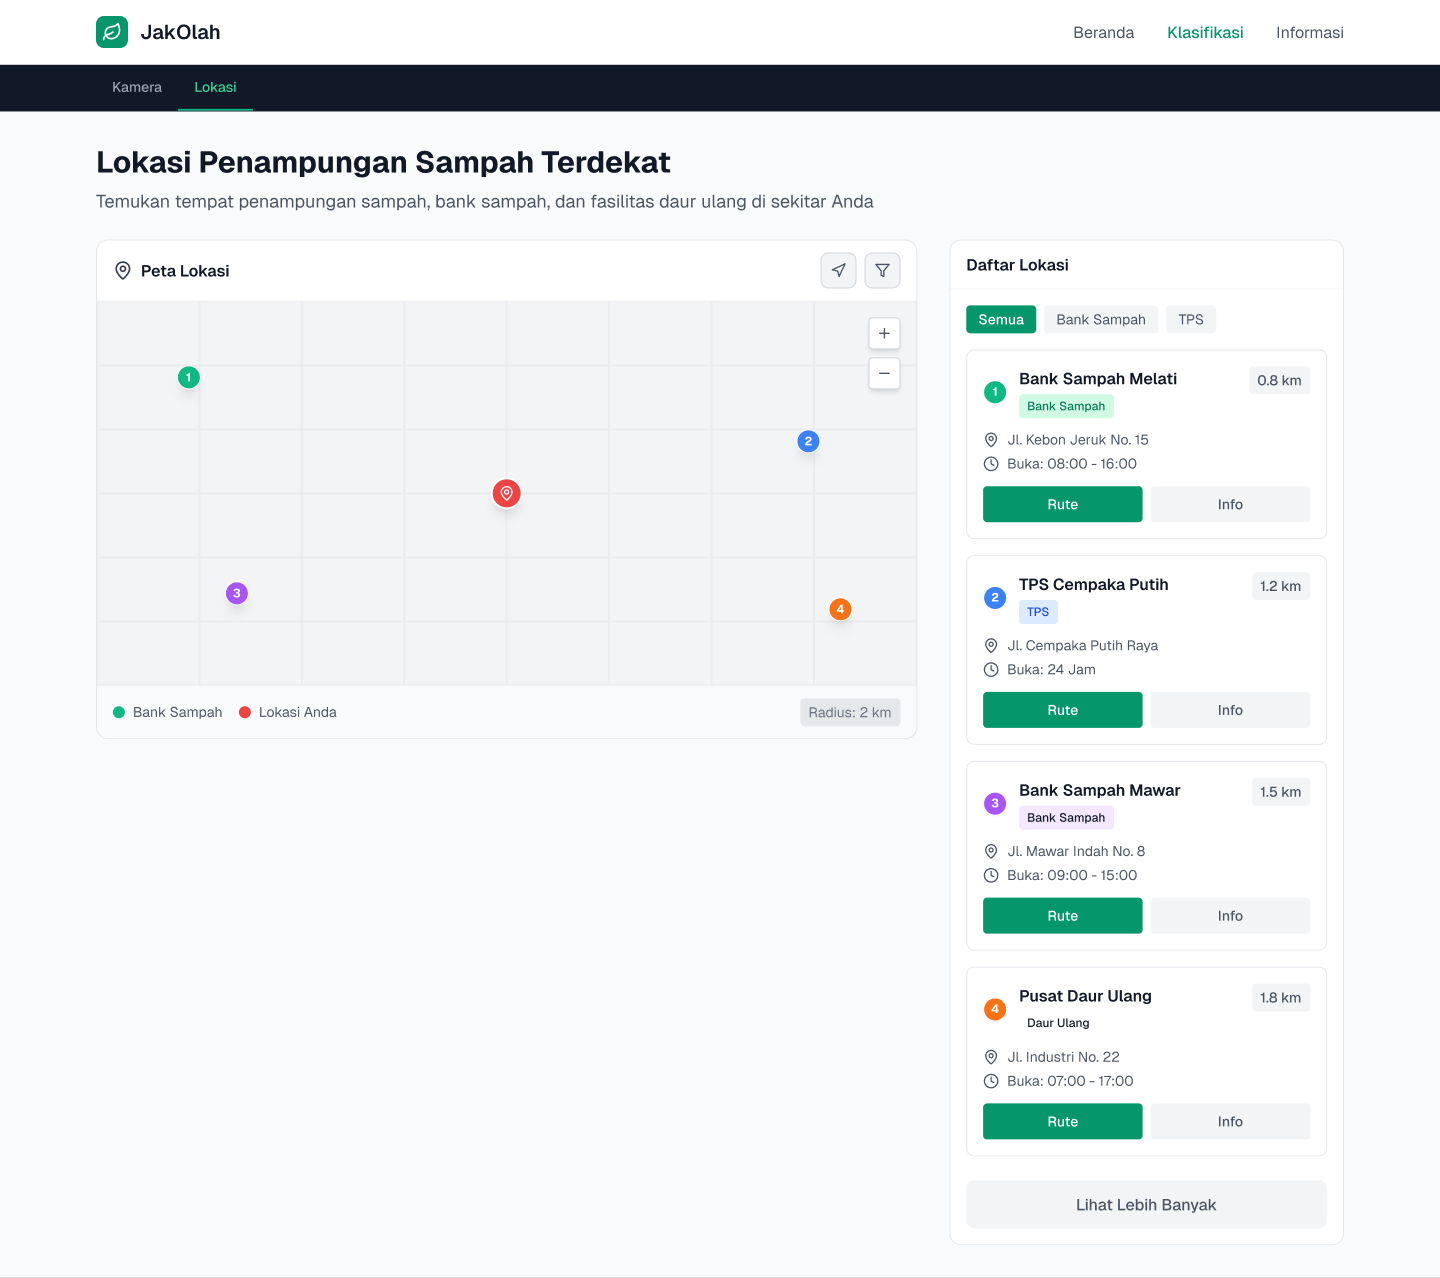 JakOlah
Beranda
Klasifikasi
Informasi
Kamera
Lokasi
Lokasi Penampungan Sampah Terdekat
Temukan tempat penampungan sampah, bank sampah, dan fasilitas daur ulang di sekitar Anda
Peta Lokasi
1
2
3
4
Bank Sampah
Lokasi Anda
Radius: 2 km
Daftar Lokasi
Semua
Bank Sampah
TPS
1
Bank Sampah Melati
0.8 km
Bank Sampah
Jl. Kebon Jeruk No. 15
Buka: 08:00 - 16:00
Rute
Info
2
TPS Cempaka Putih
1.2 km
TPS
Jl. Cempaka Putih Raya
Buka: 24 Jam
Rute
Info
3
Bank Sampah Mawar
1.5 km
Bank Sampah
Jl. Mawar Indah No. 8
Buka: 09:00 - 15:00
Rute
Info
4
Pusat Daur Ulang
1.8 km
Daur Ulang
Jl. Industri No. 22
Buka: 07:00 - 17:00
Rute
Info
Lihat Lebih Banyak